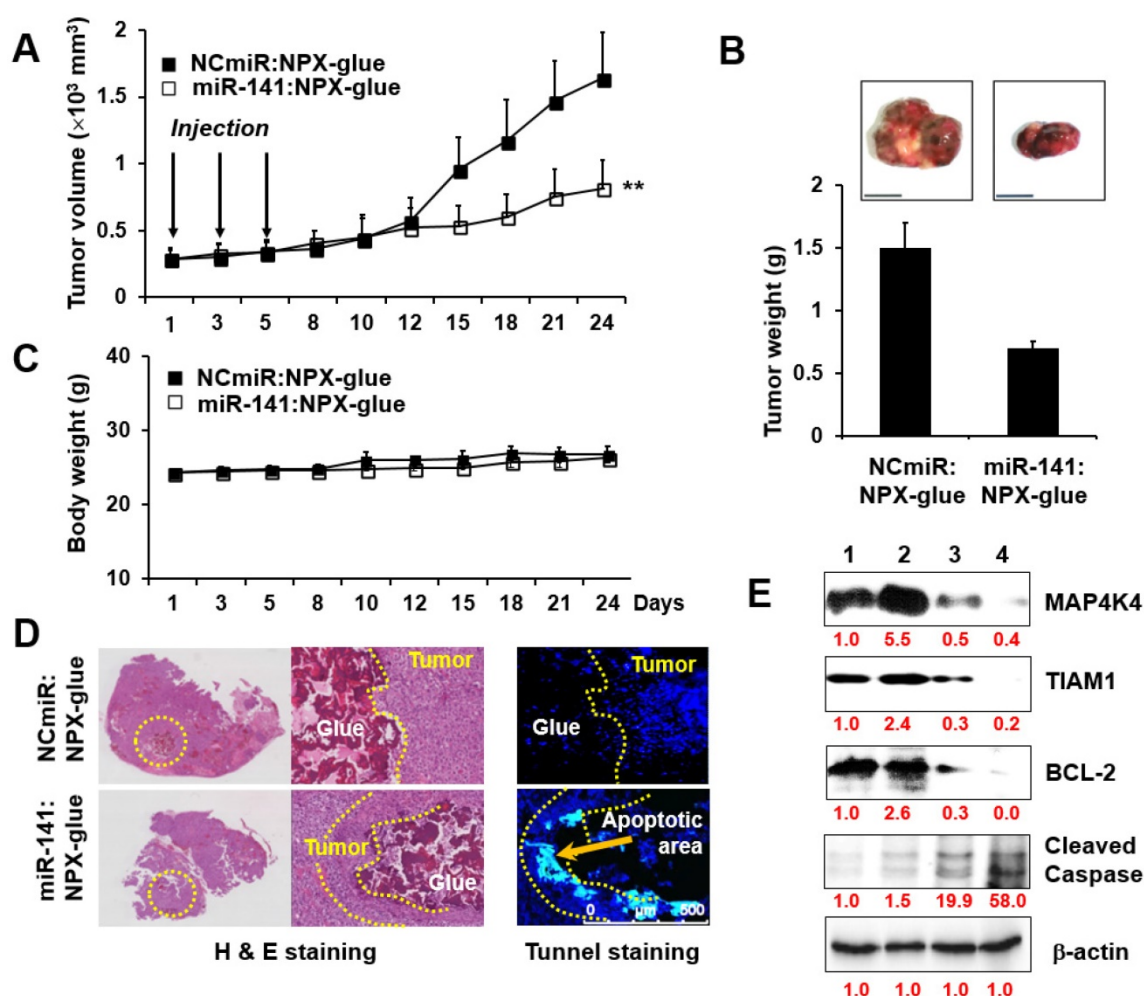 A
Tumor volume (×10³ mm³)
2
1.5
1
0.5
0
NCmiR:NPX-glue
miR-141:NPX-glue
Injection
**
1 3 5 8 10 12 15 18 21 24
B
Tumor weight (g)
2
1.5
1
0.5
0
NCmiR:
NPX-glue
miR-141:
NPX-glue
C
Body weight (g)
40
30
20
10
NCmiR:NPX-glue
miR-141:NPX-glue
1 3 5 8 10 12 15 18 21 24 Days
D
NCmiR:
NPX-glue
Tumor
Glue
Tumor
Glue
miR-141:
NPX-glue
Tumor
Glue
Apoptotic
area
0 μm 500
H & E staining
Tunnel staining
E
1 2 3 4
MAP4K4
1.0 5.5 0.5 0.4
TIAM1
1.0 2.4 0.3 0.2
BCL-2
1.0 2.6 0.3 0.0
Cleaved
Caspase
1.0 1.5 19.9 58.0
β-actin
1.0 1.0 1.0 1.0